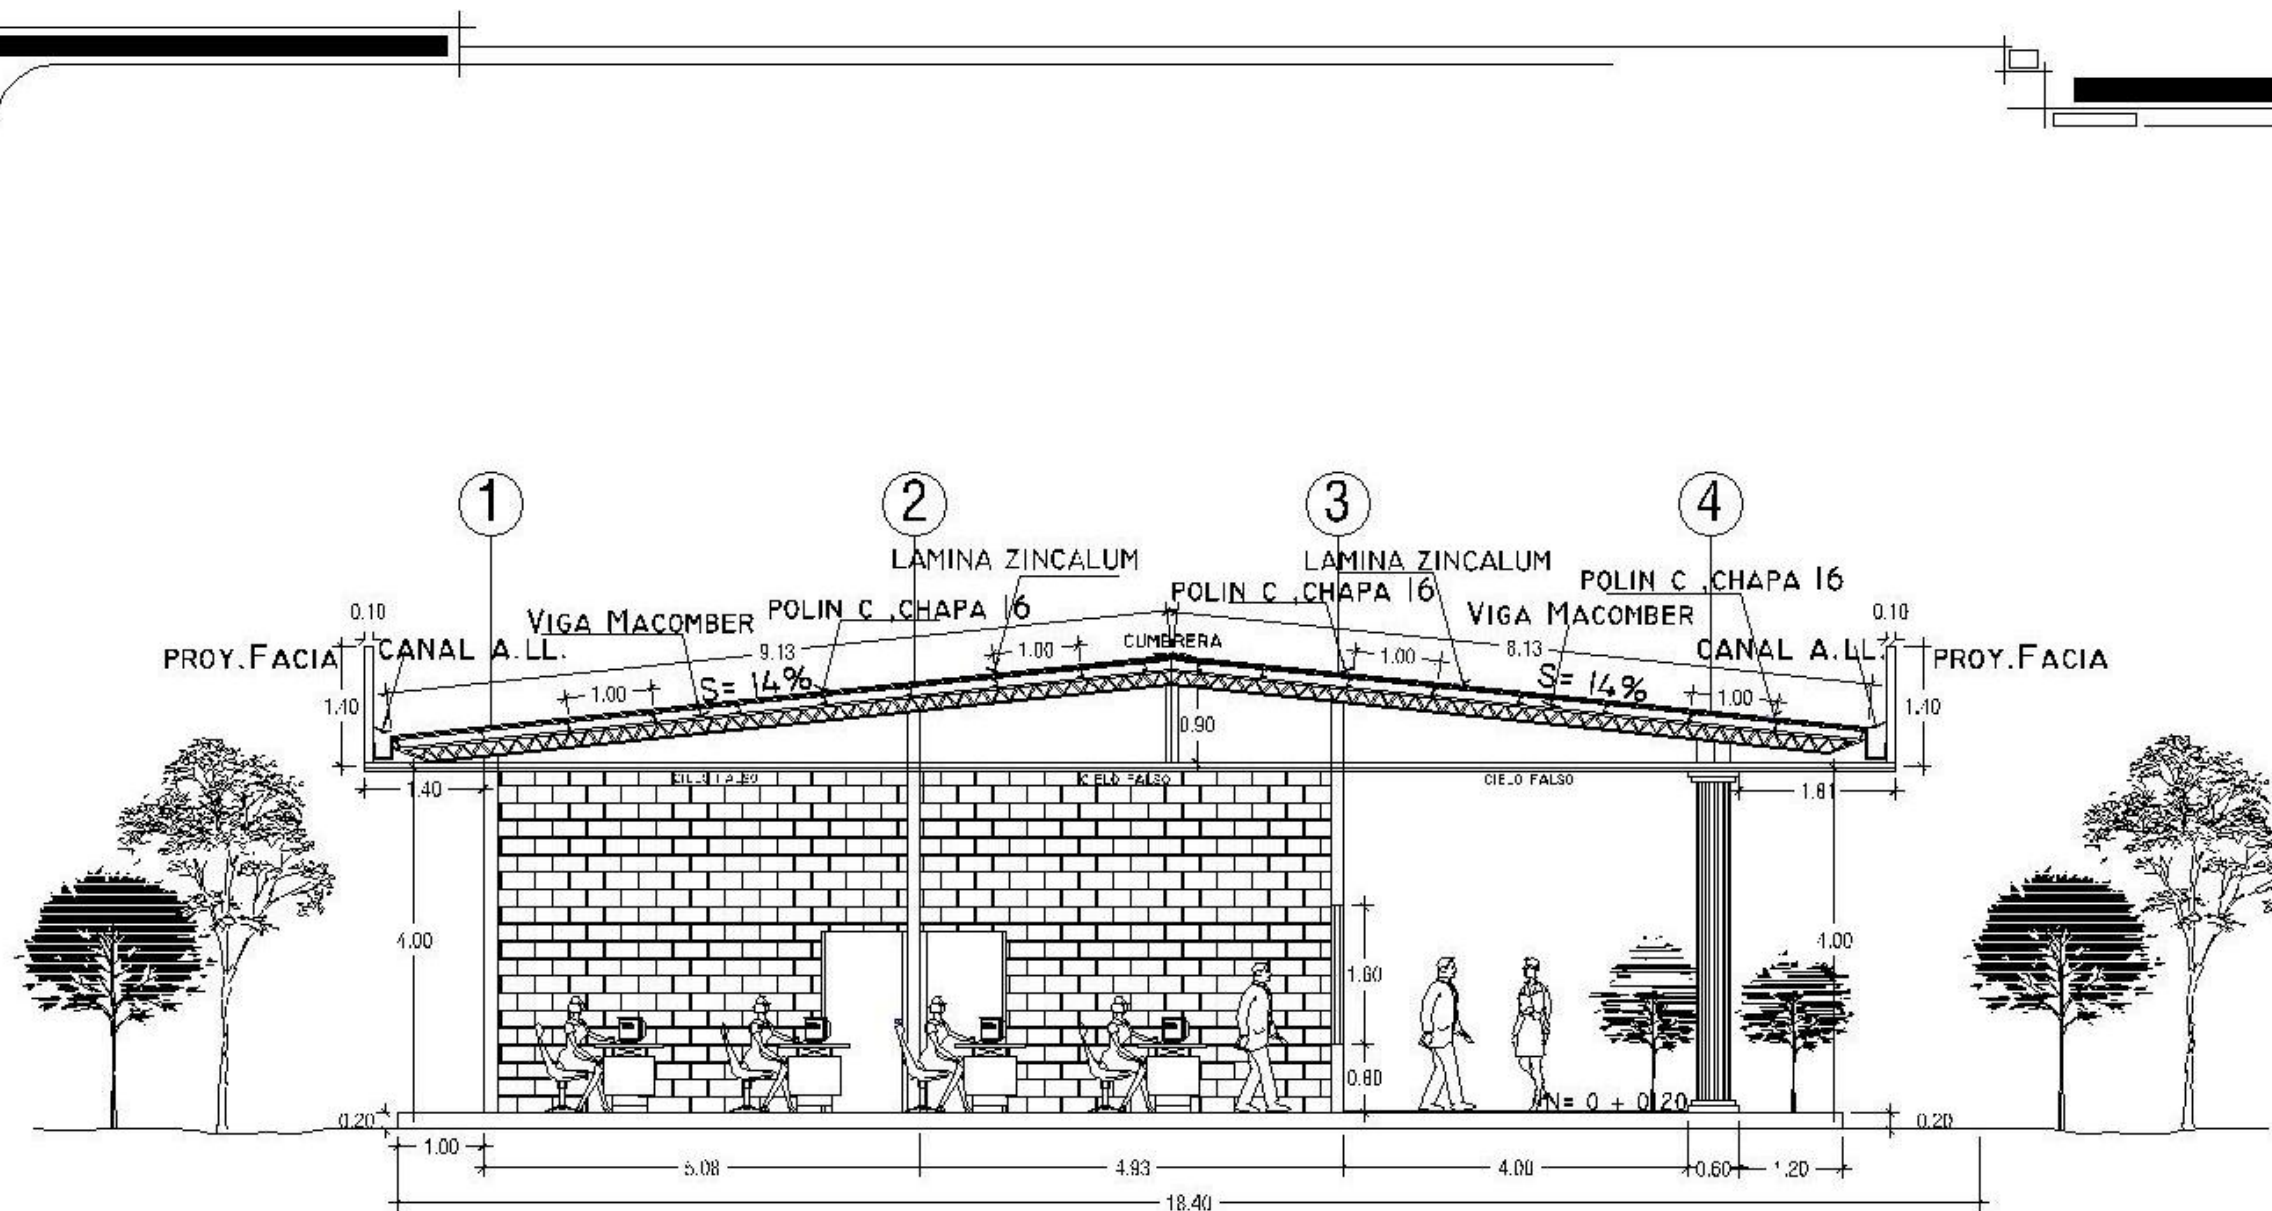 1
2
3
4
LAMINA ZINCALUM
LAMINA ZINCALUM
POLIN C ,CHAPA 16
POLIN C ,CHAPA 16
POLIN C ,CHAPA 16
VIGA MACOMBER
VIGA MACOMBER
0.10
0.10
PROY.FACIA
CANAL A.LL.
9.13
1.00
CUMBRERA
1.00
8.13
CANAL A.LL.
PROY.FACIA
1.00
S= 14%
S= 14%
1.00
1.40
0.90
1.40
CIELO FALSO
CIELO FALSO
CIELO FALSO
1.40
1.81
4.00
4.00
1.60
0.80
N= 0 + 0.20
0.20
0.20
1.00
5.08
4.93
4.00
0.60
1.20
18.40